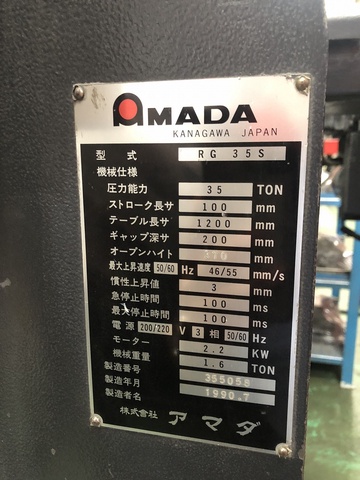 AMADA
KANAGAWA JAPAN
型式 RG 35S
機械仕様
圧力能力 35 TON
ストローク長サ 100 mm
テーブル長サ 1200 mm
ギャップ深サ 200 mm
オープンハイト 370 mm
最大上昇速度 50/60 Hz 46/55 mm/s
慣性上昇値 3 mm
急停止時間 100 ms
最大停止時間 100 ms
電源 200/220 V 3 相 50/60 Hz
モーター 2.2 KW
機械重量 1.6 TON
製造番号 355058
製造年月 1990.7
製造者名
株式会社 アマダ